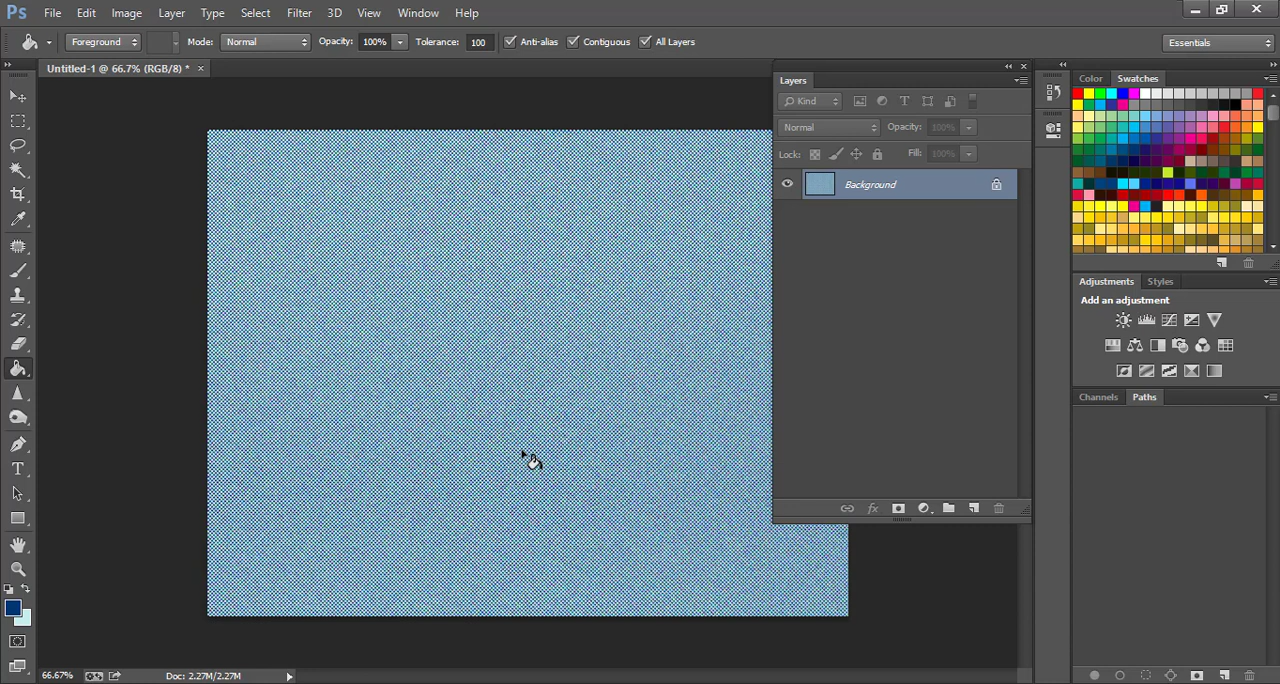 Ps File Edit Image Layer Type Select Filter 3D View Window Help
Foreground Mode: Normal Opacity: 100% Tolerance: 100 Anti-alias Contiguous All Layers Essentials
Untitled-1 @ 66.7% (RGB/8) * ×
Layers
Kind
Normal Opacity: 100%
Lock: Fill: 100%
Background
Color Swatches
Adjustments Styles
Add an adjustment
Channels Paths
66.67% Doc: 2.27M/2.27M